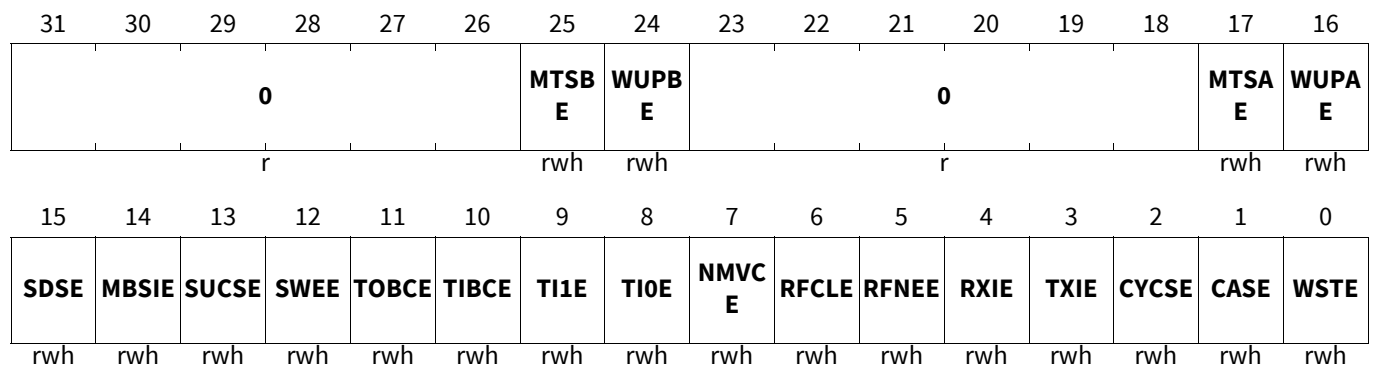 31 30 29 28 27 26 25 24 23 22 21 20 19 18 17 16
0 MTSB E WUPB E 0 MTSA E WUPA E
r rwh rwh r rwh rwh
15 14 13 12 11 10 9 8 7 6 5 4 3 2 1 0
SDSE MBSIE SUCSE SWEE TOBCE TIBCE TI1E TI0E NMVC E RFCLE RFNEE RXIE TXIE CYCSE CASE WSTE
rwh rwh rwh rwh rwh rwh rwh rwh rwh rwh rwh rwh rwh rwh rwh rwh